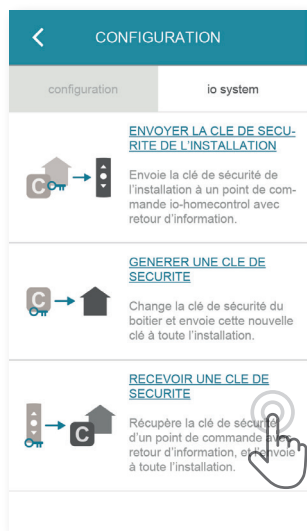 CONFIGURATION
configuration
io system
ENVOYER LA CLE DE SECU-
RITE DE L'INSTALLATION
Envoie la clé de sécurité de
l'installation à un point de com-
mande io-homecontrol avec
retour d'information.
C
GENERER UNE CLE DE
SECURITE
Change la clé de sécurité du
boitier et envoie cette nouvelle
clé à toute l'installation.
C
RECEVOIR UNE CLE DE
SECURITE
Récupère la clé de sécurité
d'un point de commande avec
retour d'information, et l'envoie
à toute l'installation.
C